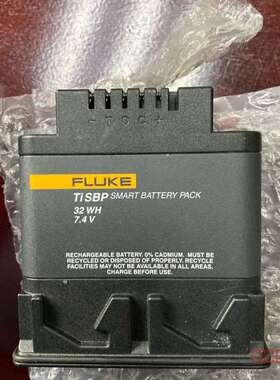 - T S C +
FLUKE
TiSBP SMART BATTERY PACK
32 WH
7.4 V
RECHARGEABLE BATTERY. 0% CADMIUM. MUST BE
RECYCLED OR DISPOSED OF PROPERLY. RECYCLE
FACILITIES MAY NOT BE AVAILABLE IN ALL AREAS.
CHARGE BEFORE USE.